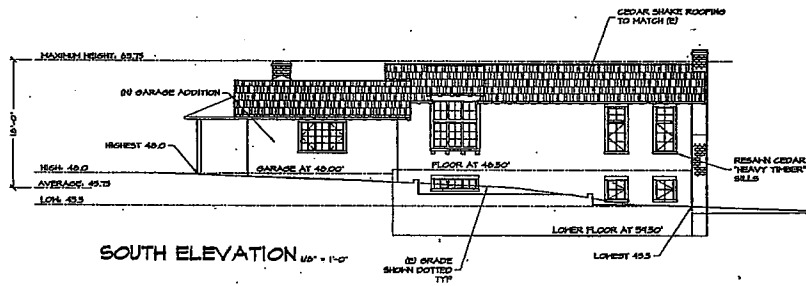 CEDAR SHAKE ROOFING
TO MATCH (E)
MAXIMUM HEIGHT: 63.75
(N) GARAGE ADDITION
18'-0"
HIGHEST 48.0
HIGH: 48.0
GARAGE AT 48.00'
FLOOR AT 48.50'
AVERAGE: 45.75
LOW: 43.5
RESAWN CEDAR
"HEAVY TIMBER"
SILLS
LOWER FLOOR AT 39.50'
SOUTH ELEVATION 1/8" = 1'-0"
(E) GRADE
SHOWN DOTTED
TYP
LOWEST 43.5